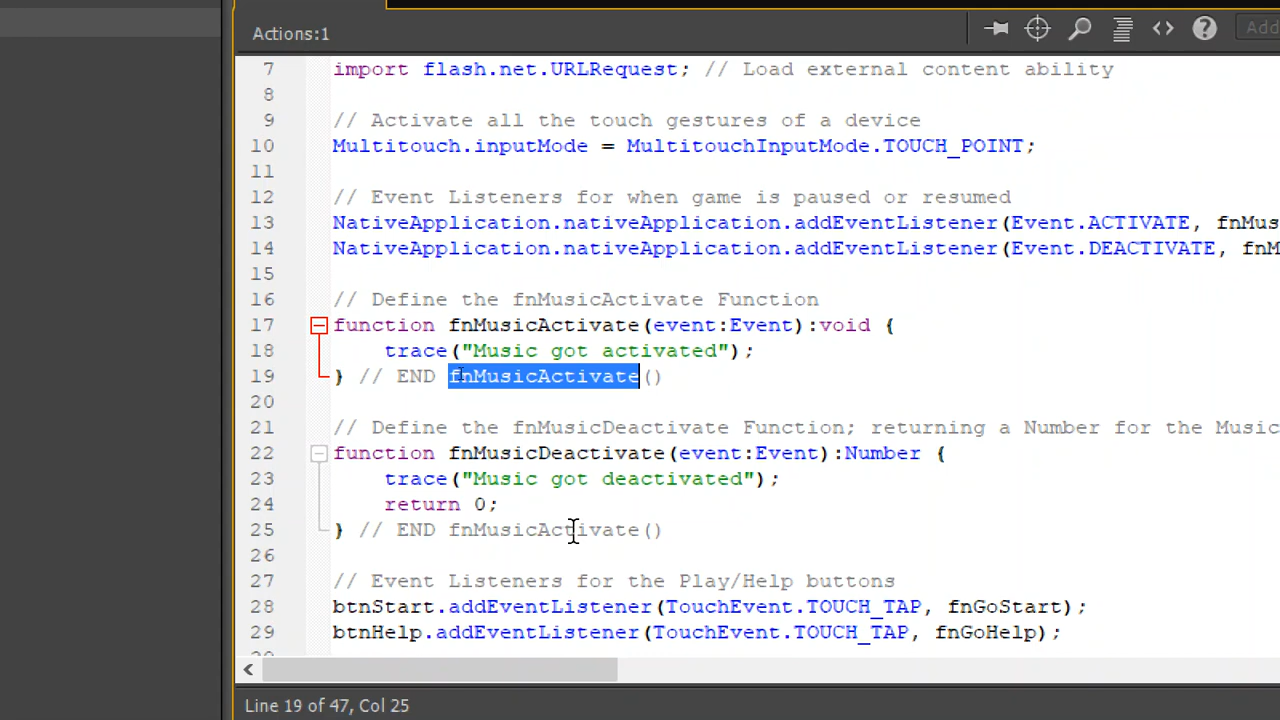 Actions:1
Add
7 import flash.net.URLRequest; // Load external content ability
8
9 // Activate all the touch gestures of a device
10 Multitouch.inputMode = MultitouchInputMode.TOUCH_POINT;
11
12 // Event Listeners for when game is paused or resumed
13 NativeApplication.nativeApplication.addEventListener(Event.ACTIVATE, fnMus
14 NativeApplication.nativeApplication.addEventListener(Event.DEACTIVATE, fnM
15
16 // Define the fnMusicActivate Function
17 function fnMusicActivate(event:Event):void {
18 trace("Music got activated");
19 } // END fnMusicActivate()
20
21 // Define the fnMusicDeactivate Function; returning a Number for the Music
22 function fnMusicDeactivate(event:Event):Number {
23 trace("Music got deactivated");
24 return 0;
25 } // END fnMusicActivate()
26
27 // Event Listeners for the Play/Help buttons
28 btnStart.addEventListener(TouchEvent.TOUCH_TAP, fnGoStart);
29 btnHelp.addEventListener(TouchEvent.TOUCH_TAP, fnGoHelp);
Line 19 of 47, Col 25